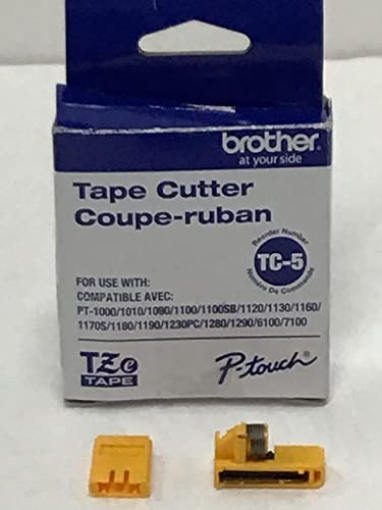 brother
at your side
Tape Cutter
Coupe-ruban
Reorder Number
TC-5
Numéro De Commande
FOR USE WITH:
COMPATIBLE AVEC:
PT-1000/1010/1090/1100/1100SB/1120/1130/1160/
1170S/1180/1190/1230PC/1280/1290/6100/7100
TZe
TAPE
P-touch